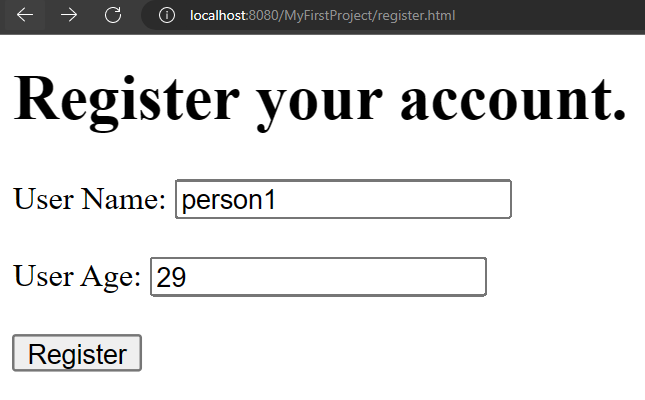 localhost:8080/MyFirstProject/register.html
Register your account.
User Name: person1
User Age: 29
Register